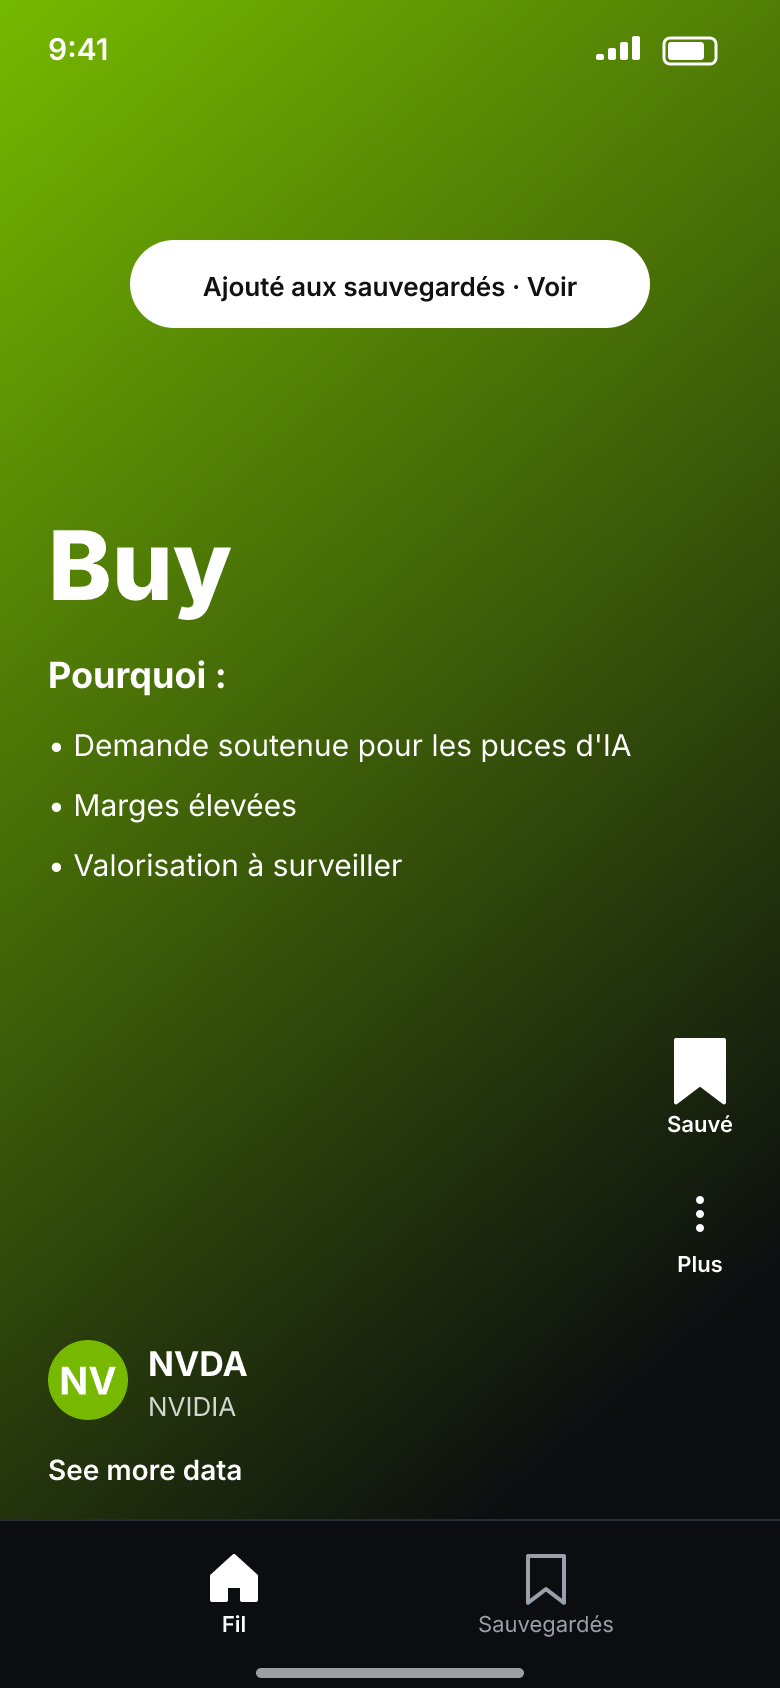 9:41
Ajouté aux sauvegardés · Voir
Buy
Pourquoi :
• Demande soutenue pour les puces d'IA
• Marges élevées
• Valorisation à surveiller
Sauvé
Plus
NV
NVDA
NVIDIA
See more data
Fil
Sauvegardés